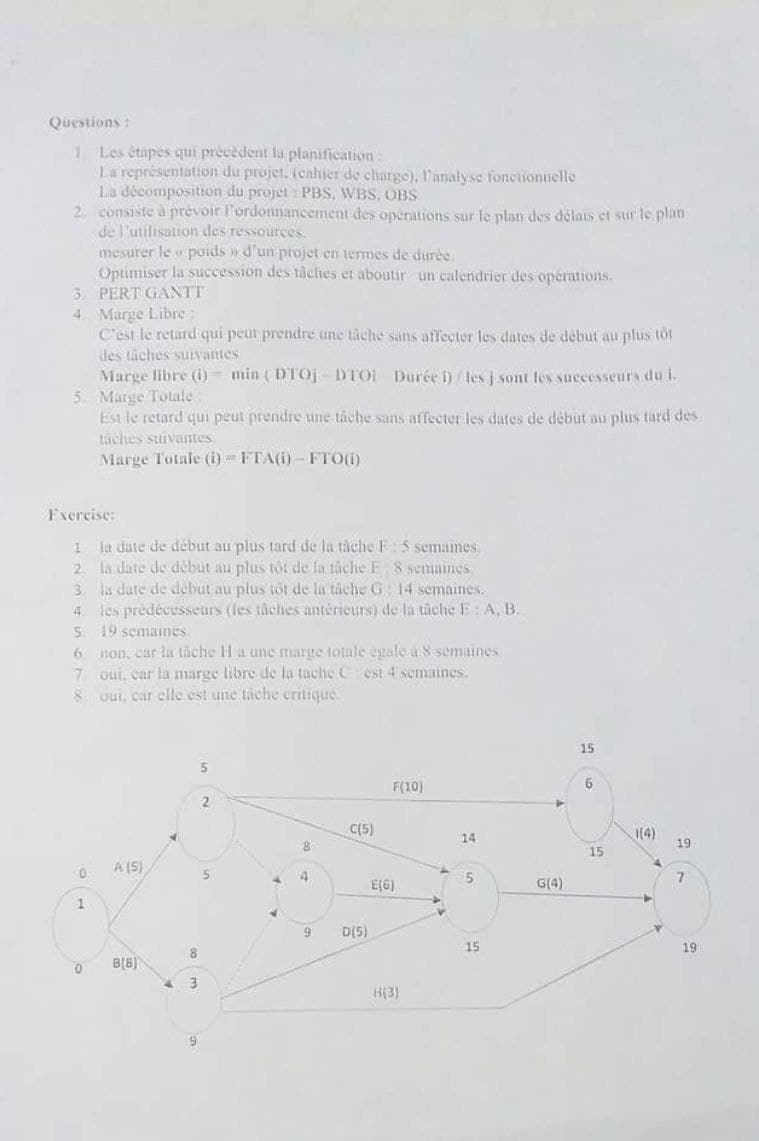 Questions :
1. Les étapes qui précèdent la planification :
La représentation du projet, (cahier de charge), l'analyse fonctionnelle
La décomposition du projet : PBS, WBS, OBS
2. consiste à prévoir l'ordonnancement des opérations sur le plan des délais et sur le plan
de l'utilisation des ressources.
mesurer le « poids » d'un projet en termes de durée
Optimiser la succession des tâches et aboutir un calendrier des opérations.
3. PERT GANTT
4. Marge Libre :
C'est le retard qui peut prendre une tâche sans affecter les dates de début au plus tôt
des tâches suivantes
Marge libre (i) = min ( DTOj – DTOi – Durée i) / les j sont les successeurs du i.
5. Marge Totale :
Est le retard qui peut prendre une tâche sans affecter les dates de début au plus tard des
tâches suivantes.
Marge Totale (i) = FTA(i) – FTO(i)
Exercise:
1. la date de début au plus tard de la tâche F : 5 semaines.
2. la date de début au plus tôt de la tâche E : 8 semaines.
3. la date de début au plus tôt de la tâche G : 14 semaines.
4. les prédécesseurs (les tâches antérieurs) de la tâche E : A, B.
5. 19 semaines
6. non, car la tâche H a une marge totale égale à 8 semaines
7. oui, car la marge libre de la tache C : est 4 semaines.
8. oui, car elle est une tâche critique.
15
5
F(10)
6
2
C(5)
14
I(4)
19
8
15
0
A (5)
5
4
E(6)
5
G(4)
7
1
9
D(5)
15
19
0
B(8)
8
3
H(3)
9